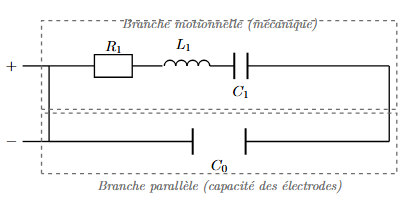 Branche motionnelle (mécanique)
+ R₁ L₁
C₁
−
C₀
Branche parallèle (capacité des électrodes)